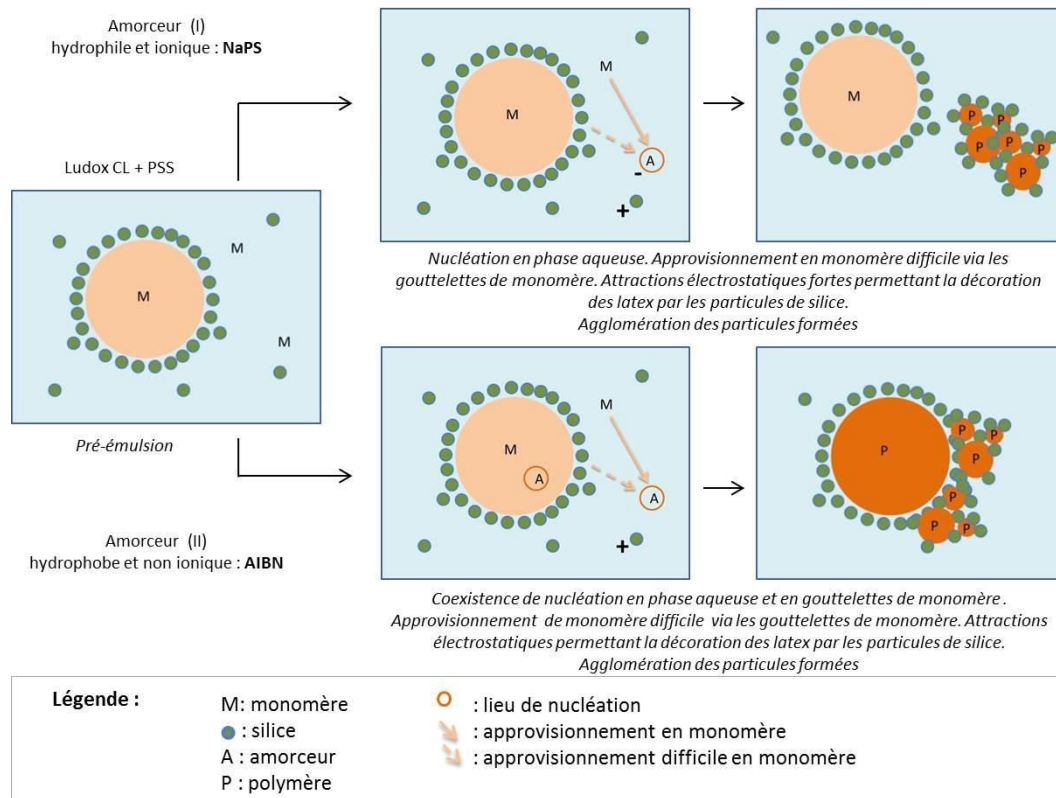 Amorceur (I)
hydrophile et ionique : NaPS
Ludox CL + PSS
M
M
M
Pré-émulsion
Amorceur (II)
hydrophobe et non ionique : AIBN
M
M
A
-
+
M
P
P
P
P
P
P
Nucléation en phase aqueuse. Approvisionnement en monomère difficile via les
gouttelettes de monomère. Attractions électrostatiques fortes permettant la décoration
des latex par les particules de silice.
Agglomération des particules formées
M
M
A
A
+
P
P
P
P
P
P
P
Coexistence de nucléation en phase aqueuse et en gouttelettes de monomère .
Approvisionnement de monomère difficile via les gouttelettes de monomère. Attractions
électrostatiques permettant la décoration des latex par les particules de silice.
Agglomération des particules formées
Légende :
M: monomère
: silice
A : amorceur
P : polymère
: lieu de nucléation
: approvisionnement en monomère
: approvisionnement difficile en monomère